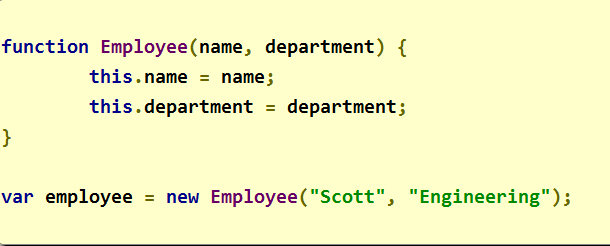 function Employee(name, department) {
        this.name = name;
        this.department = department;
}
var employee = new Employee("Scott", "Engineering");